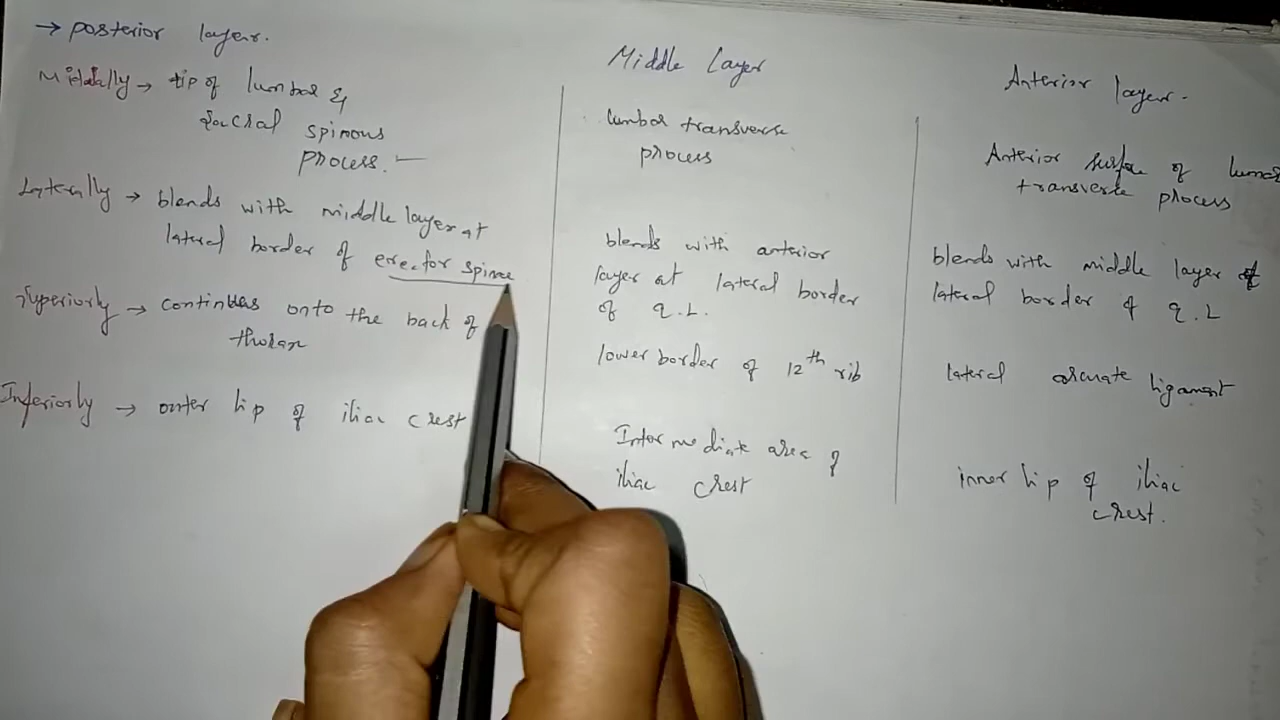 → posterior layer.
Midially → tip of lumbar &
sacral spinous
process.
Laterally → blends with middle layer at
lateral border of erector spinae
Superiorly → continues onto the back of
thorax
Inferiorly → outer lip of iliac crest
Middle Layer
lumbar transverse
process
blends with anterior
layer at lateral border
of q.L.
lower border of 12th rib
Intermediate area of
iliac crest
Anterior layer.
Anterior surface of lumbar
transverse process
blends with middle layer at
lateral border of q.L
lateral arcuate ligament
inner lip of iliac
crest.